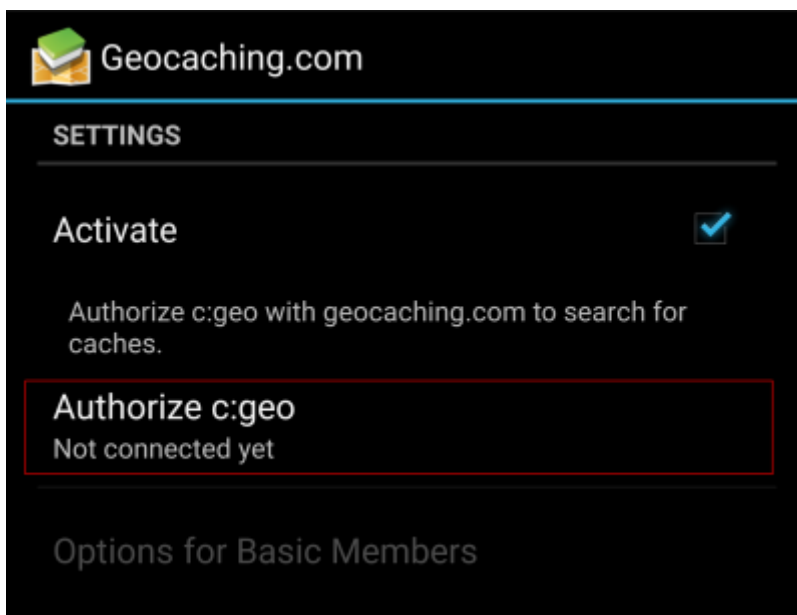 Geocaching.com
SETTINGS
Activate
Authorize c:geo with geocaching.com to search for
caches.
Authorize c:geo
Not connected yet
Options for Basic Members